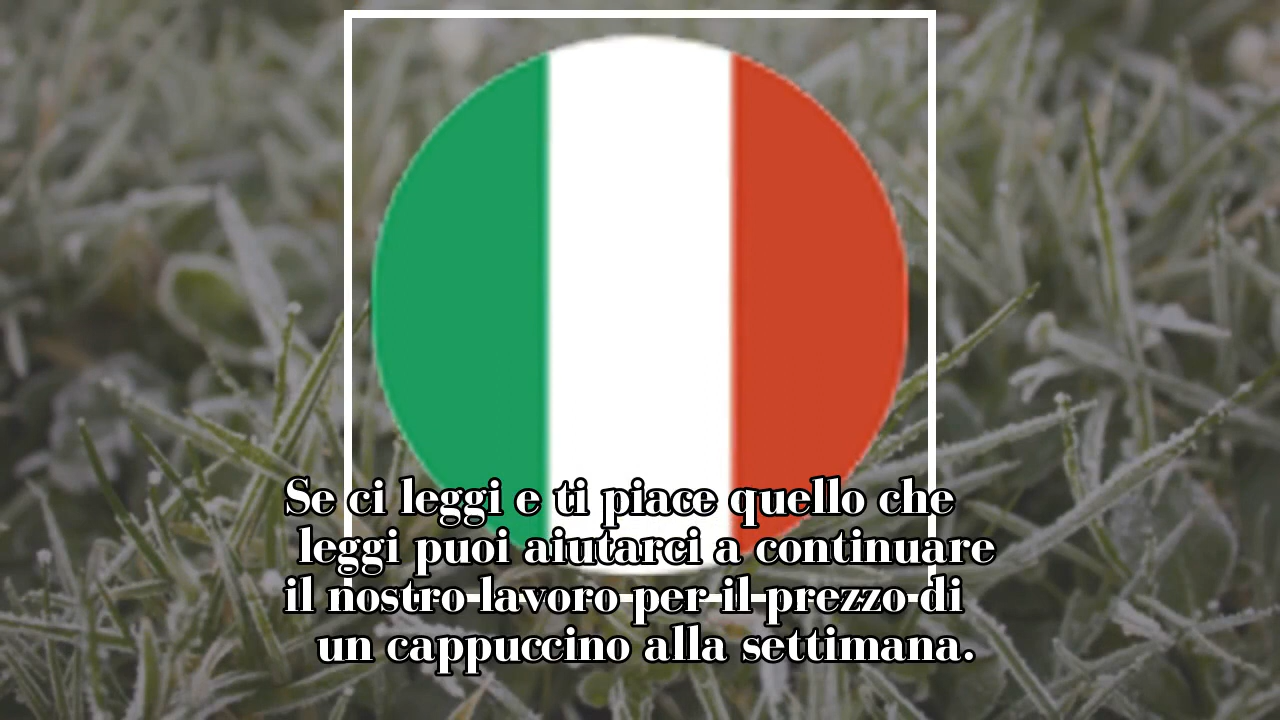 Se ci leggi e ti piace quello che
leggi puoi aiutarci a continuare
il nostro lavoro per il prezzo di
un cappuccino alla settimana.